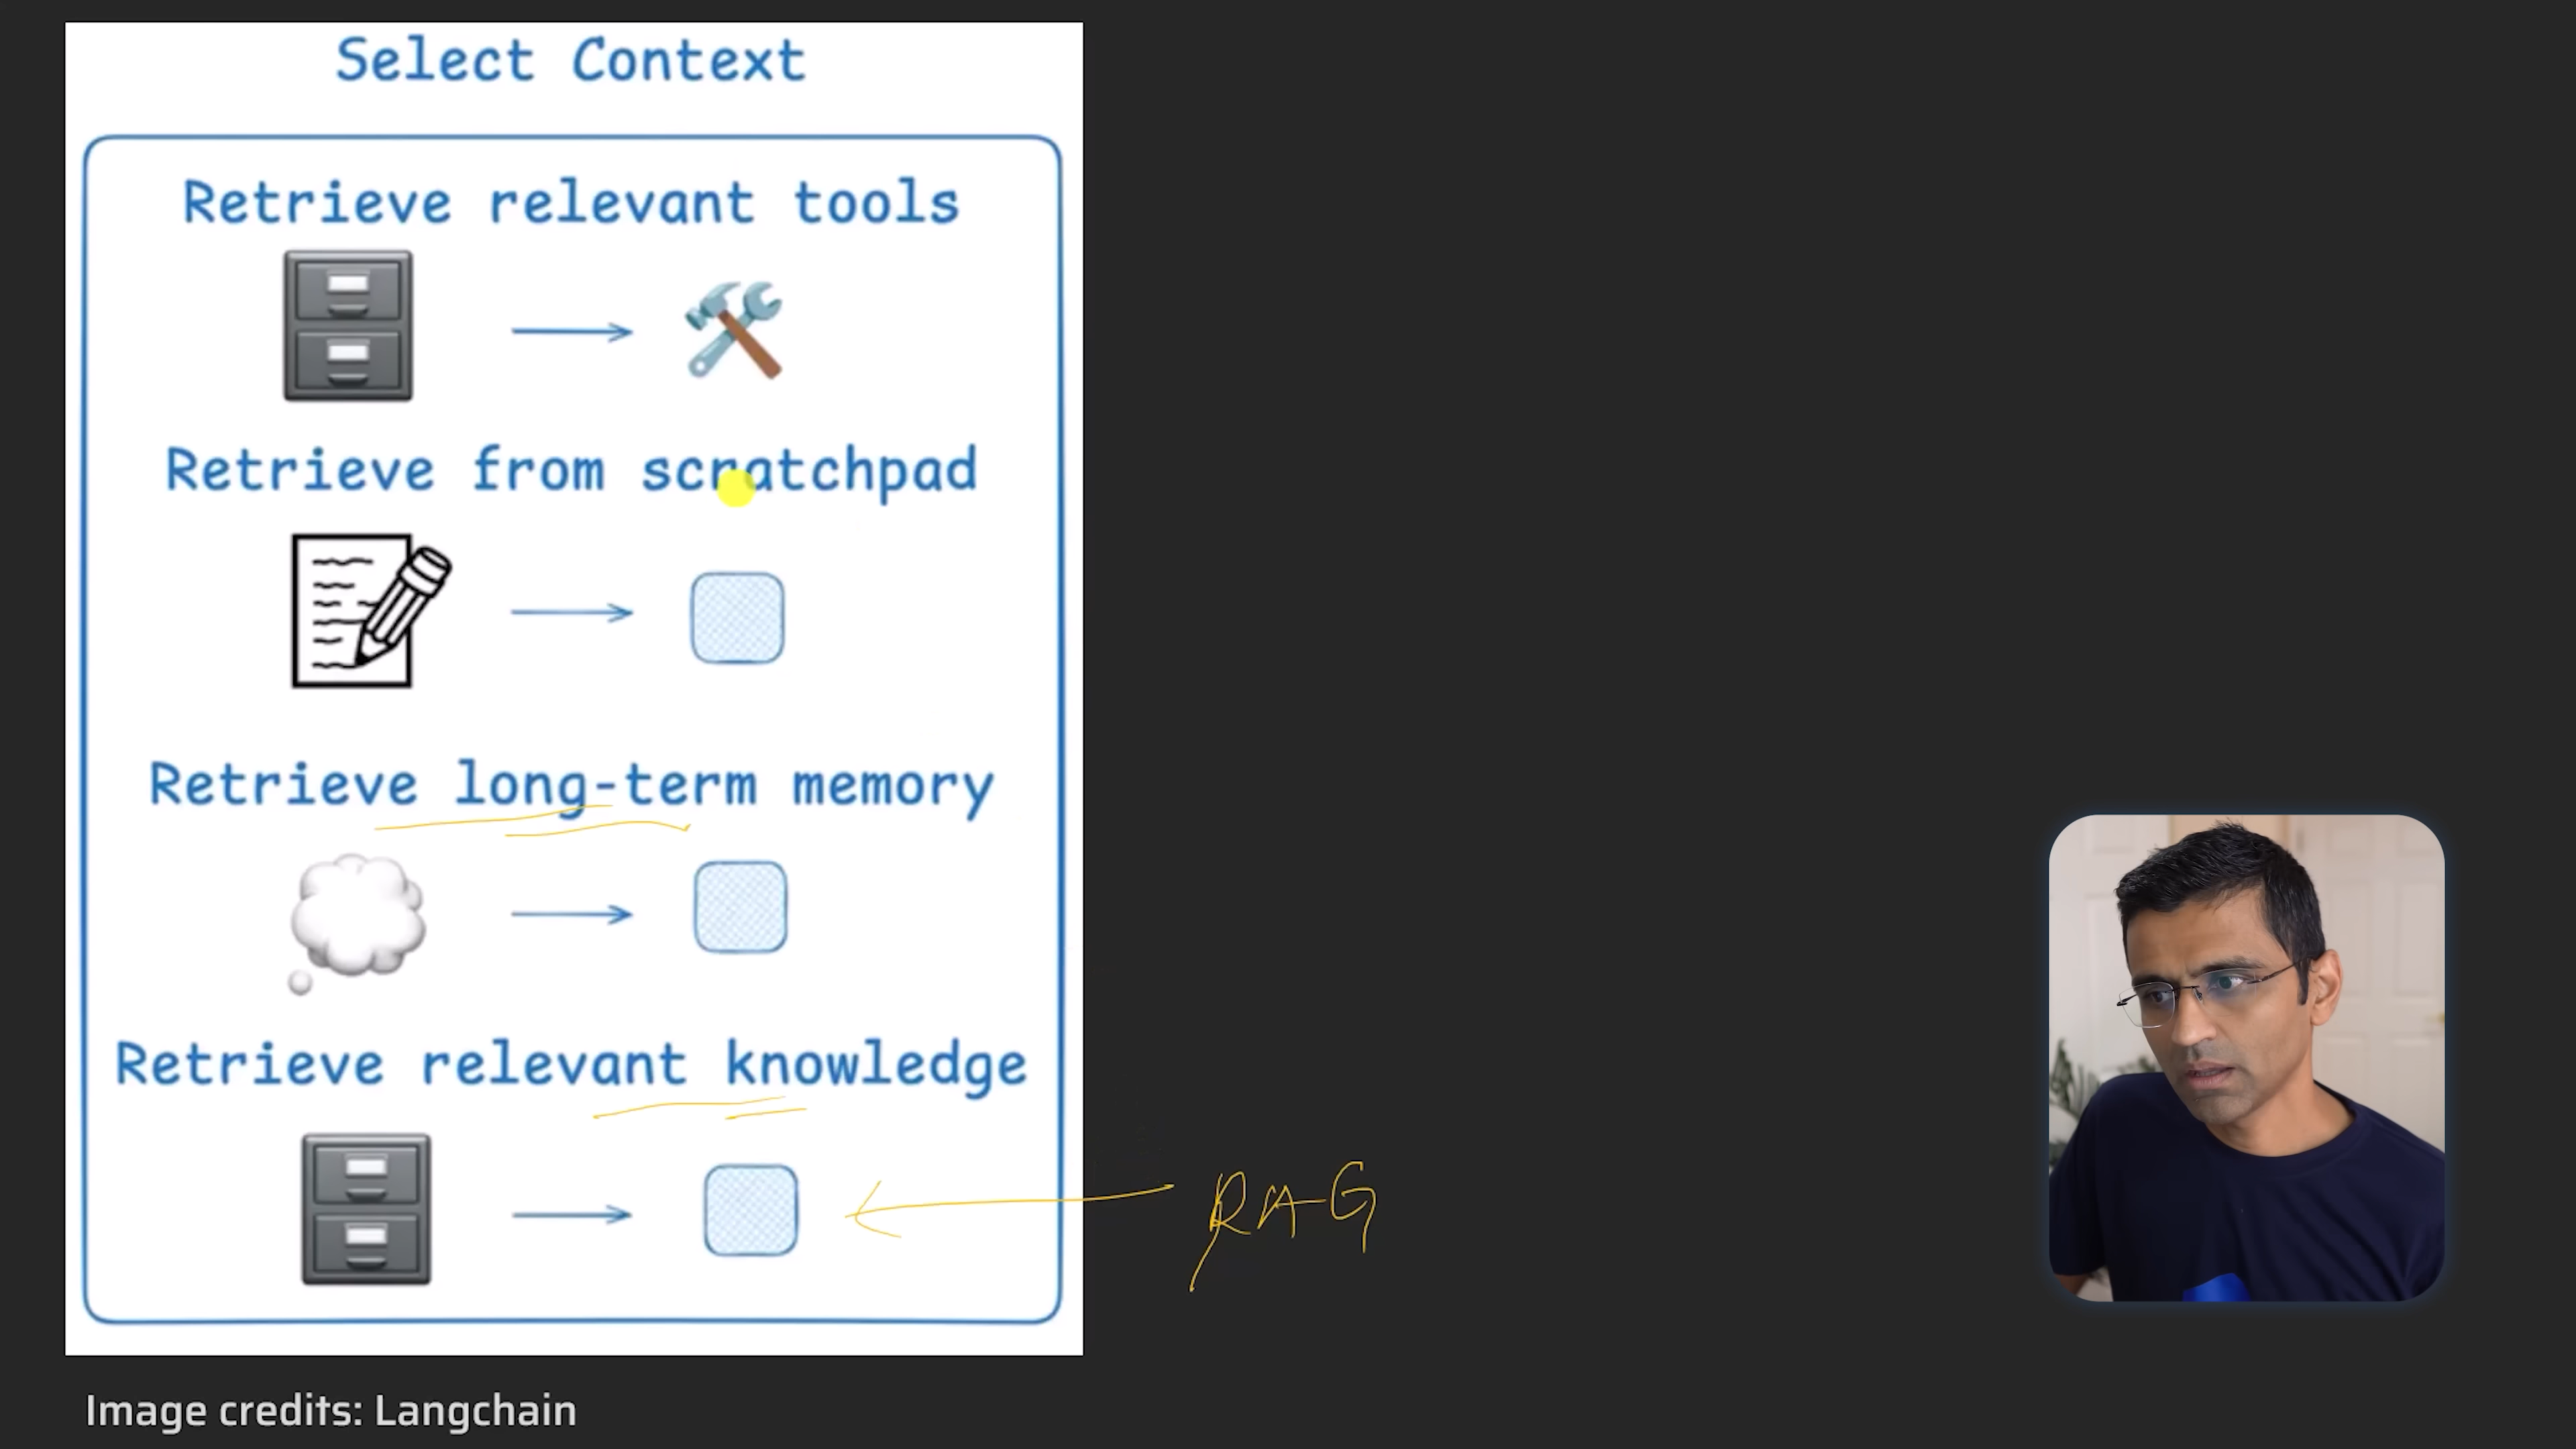 Select Context
Retrieve relevant tools
Retrieve from scratchpad
Retrieve long-term memory
Retrieve relevant knowledge
RAG
Image credits: Langchain